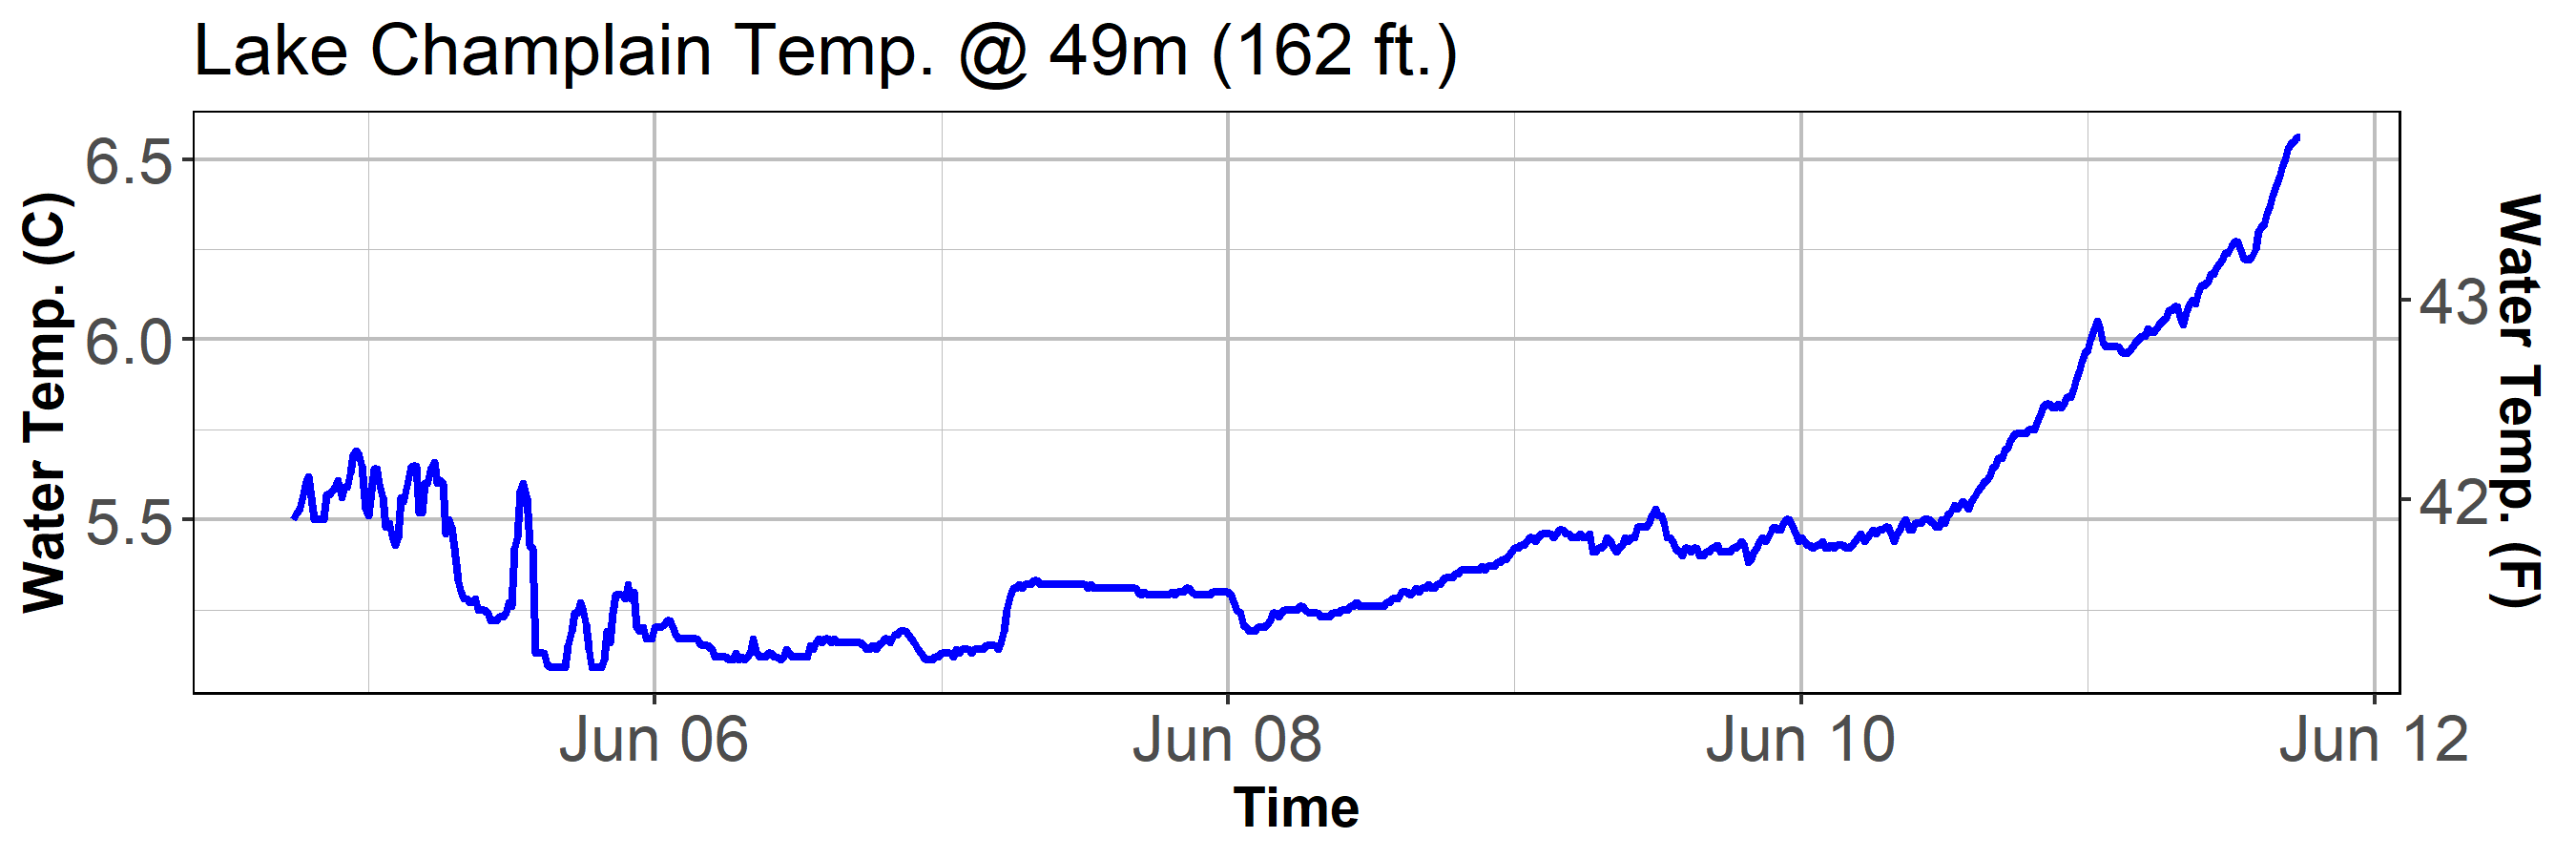 Lake Champlain Temp. @ 49m (162 ft.)
Water Temp. (C)
6.5
6.0
5.5
43
42
Water Temp. (F)
Jun 06
Jun 08
Jun 10
Jun 12
Time